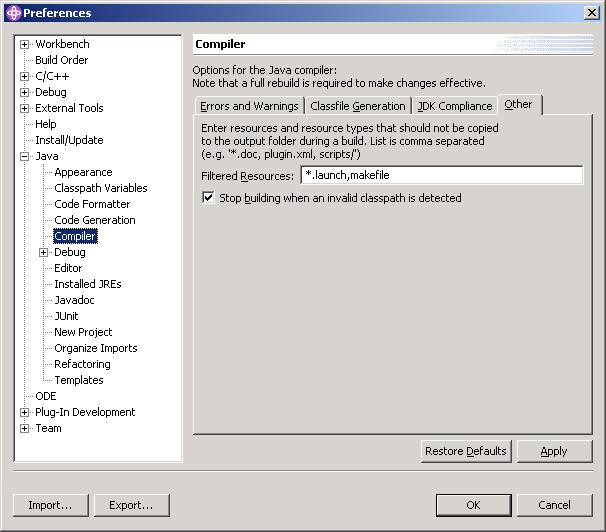 Preferences
Workbench
Build Order
C/C++
Debug
External Tools
Help
Install/Update
Java
Appearance
Classpath Variables
Code Formatter
Code Generation
Compiler
Debug
Editor
Installed JREs
Javadoc
JUnit
New Project
Organize Imports
Refactoring
Templates
ODE
Plug-In Development
Team
Compiler
Options for the Java compiler:
Note that a full rebuild is required to make changes effective.
Errors and Warnings Classfile Generation JDK Compliance Other
Enter resources and resource types that should not be copied
to the output folder during a build. List is comma separated
(e.g. '*.doc, plugin.xml, scripts/')
Filtered Resources: *.launch,makefile
Stop building when an invalid classpath is detected
Restore Defaults Apply
Import... Export... OK Cancel